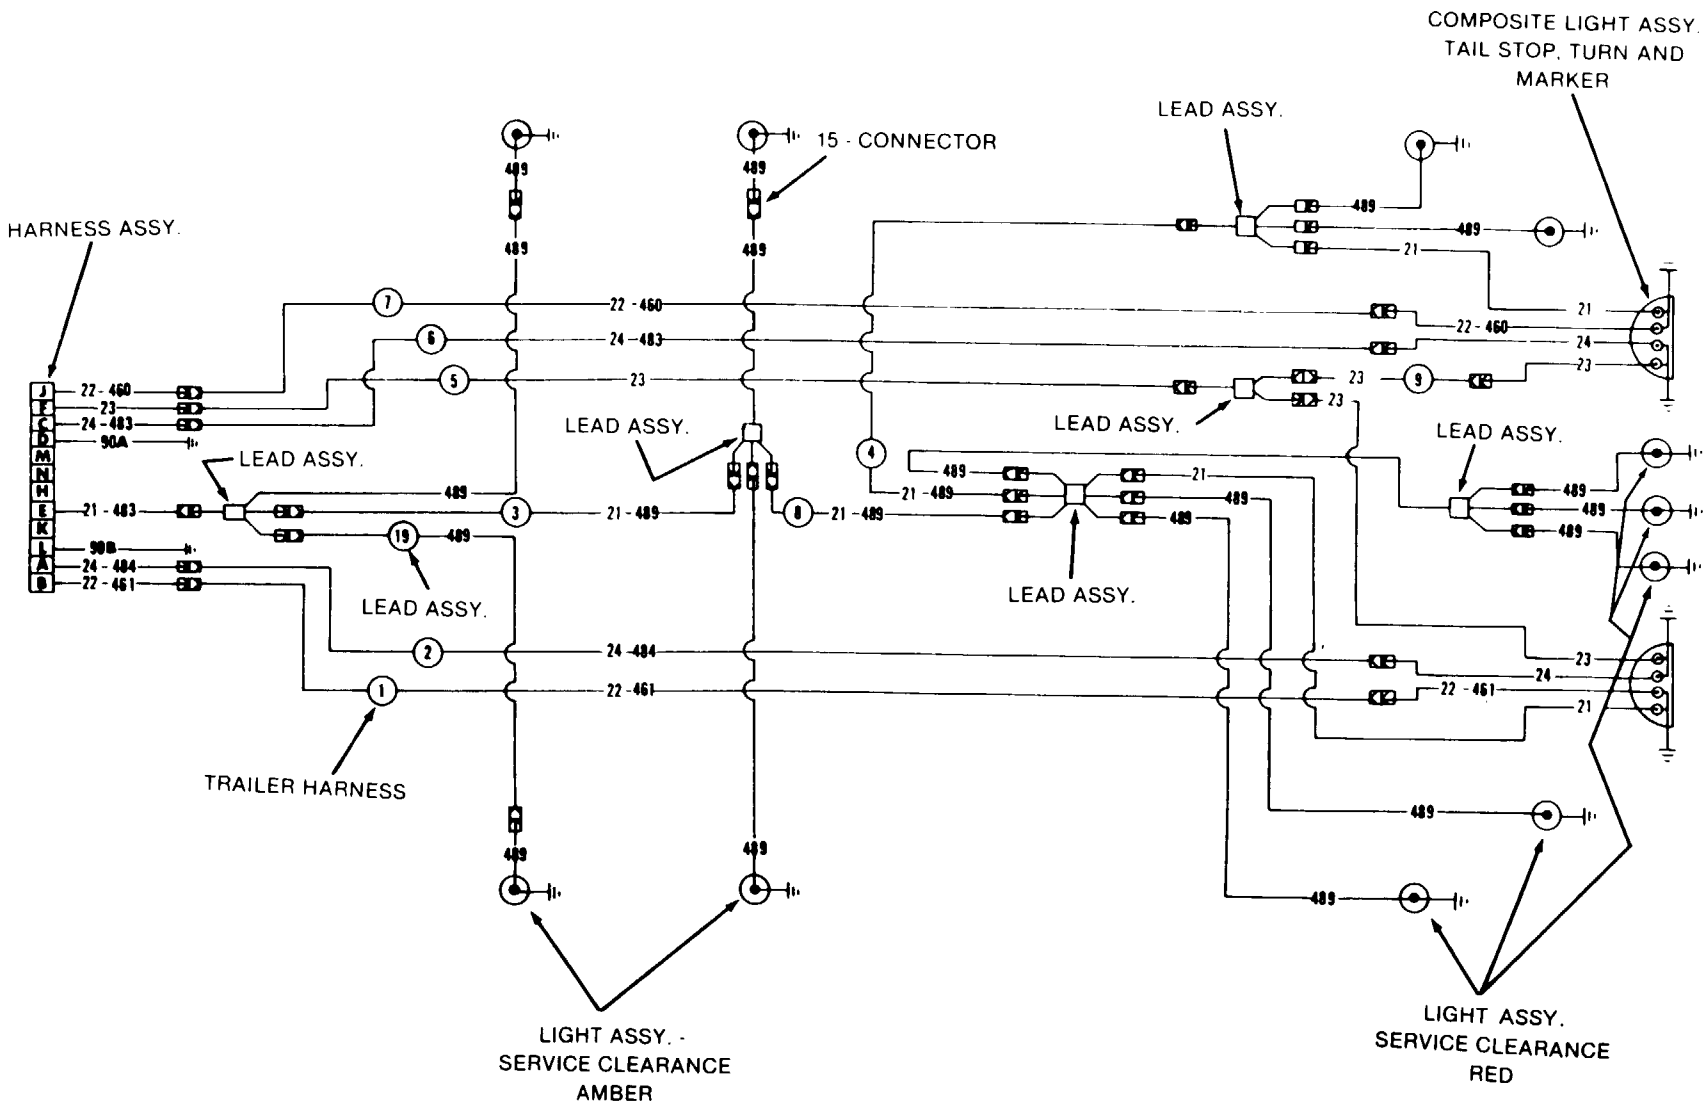 COMPOSITE LIGHT ASSY.
TAIL STOP, TURN AND
MARKER
LEAD ASSY.
15 - CONNECTOR
489
489
489
489
HARNESS ASSY.
489
489
21
7
22 - 460
21
22 - 460
6
24 - 483
24
5
23
23
9
23
23
J
22 - 460
F
23
C
24 - 483
D
90A
M
N
H
E
21 - 483
K
L
90B
A
24 - 484
B
22 - 461
LEAD ASSY.
LEAD ASSY.
LEAD ASSY.
LEAD ASSY.
4
489
3
21 - 489
8
21 - 489
19
489
489
21 - 489
21
489
489
489
489
489
LEAD ASSY.
LEAD ASSY.
2
24 - 484
23
24
1
22 - 461
22 - 461
21
TRAILER HARNESS
489
489
489
489
LIGHT ASSY. -
SERVICE CLEARANCE
AMBER
LIGHT ASSY.
SERVICE CLEARANCE
RED